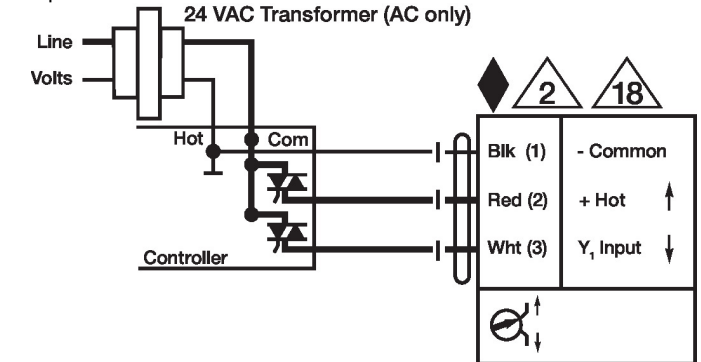 24 VAC Transformer (AC only)
Line
Volts
2
18
Hot
Com
Blk (1)
- Common
Red (2)
+ Hot
Wht (3)
Y₁ Input
Controller